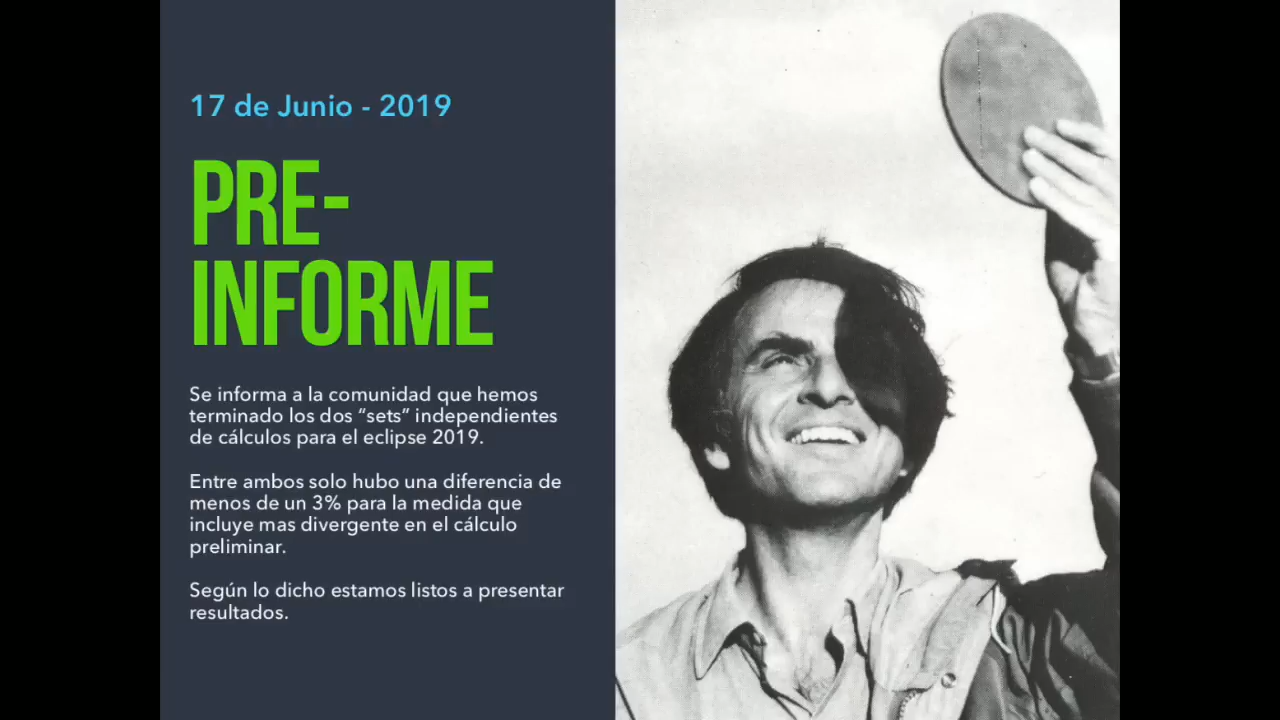 17 de Junio - 2019
PRE-
INFORME
Se informa a la comunidad que hemos
terminado los dos “sets” independientes
de cálculos para el eclipse 2019.
Entre ambos solo hubo una diferencia de
menos de un 3% para la medida que
incluye mas divergente en el cálculo
preliminar.
Según lo dicho estamos listos a presentar
resultados.